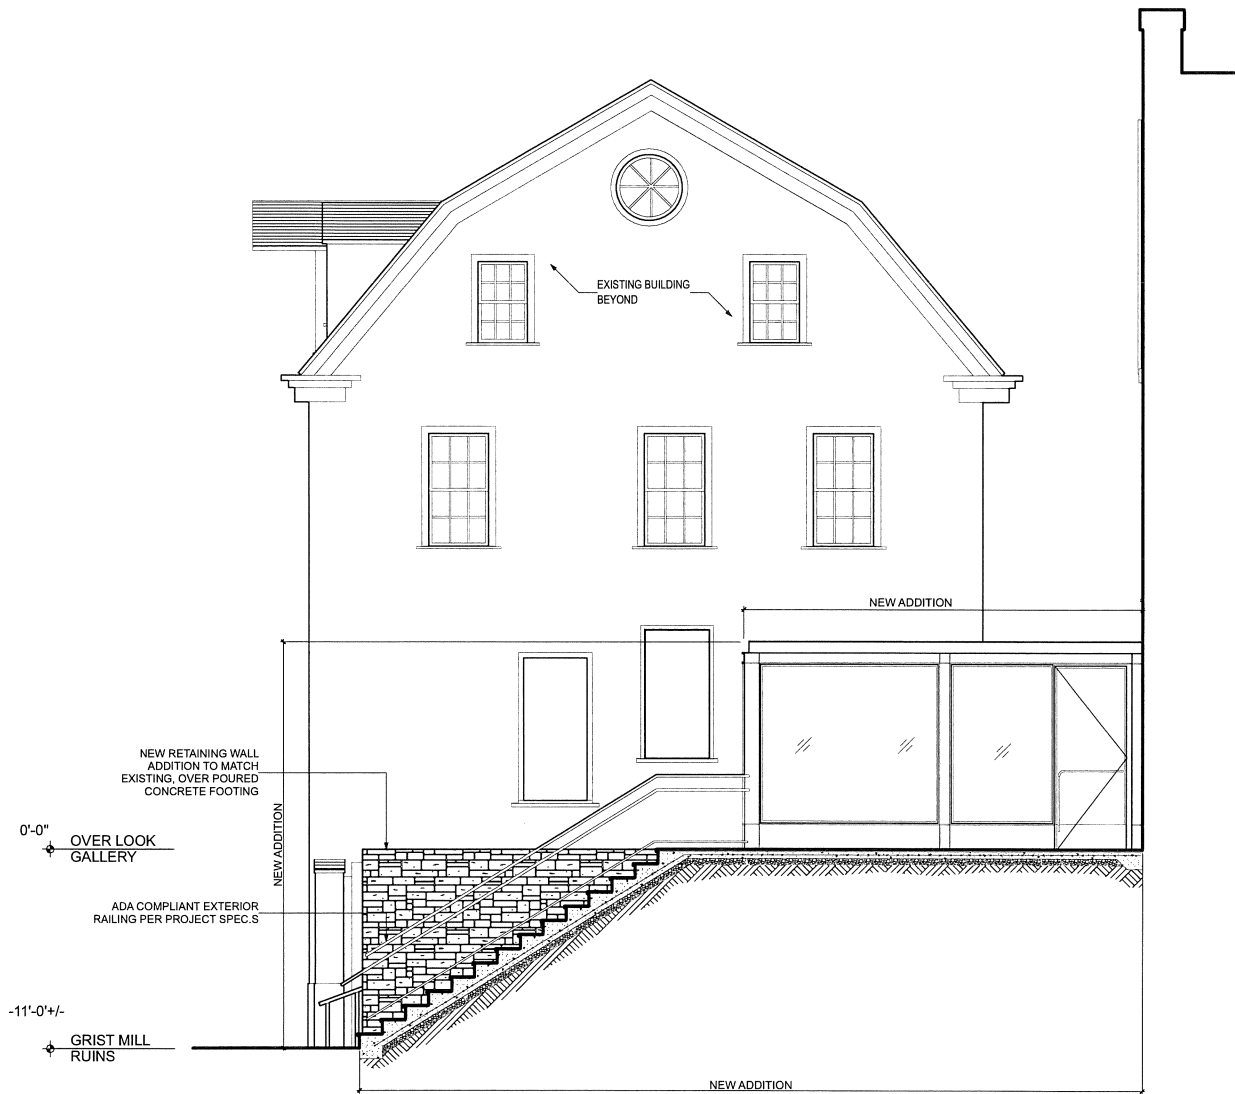 EXISTING BUILDING
BEYOND
NEW ADDITION
NEW RETAINING WALL
ADDITION TO MATCH
EXISTING, OVER POURED
CONCRETE FOOTING
NEW ADDITION
0'-0"
OVER LOOK
GALLERY
ADA COMPLIANT EXTERIOR
RAILING PER PROJECT SPEC.S
-11'-0'+/-
GRIST MILL
RUINS
NEW ADDITION